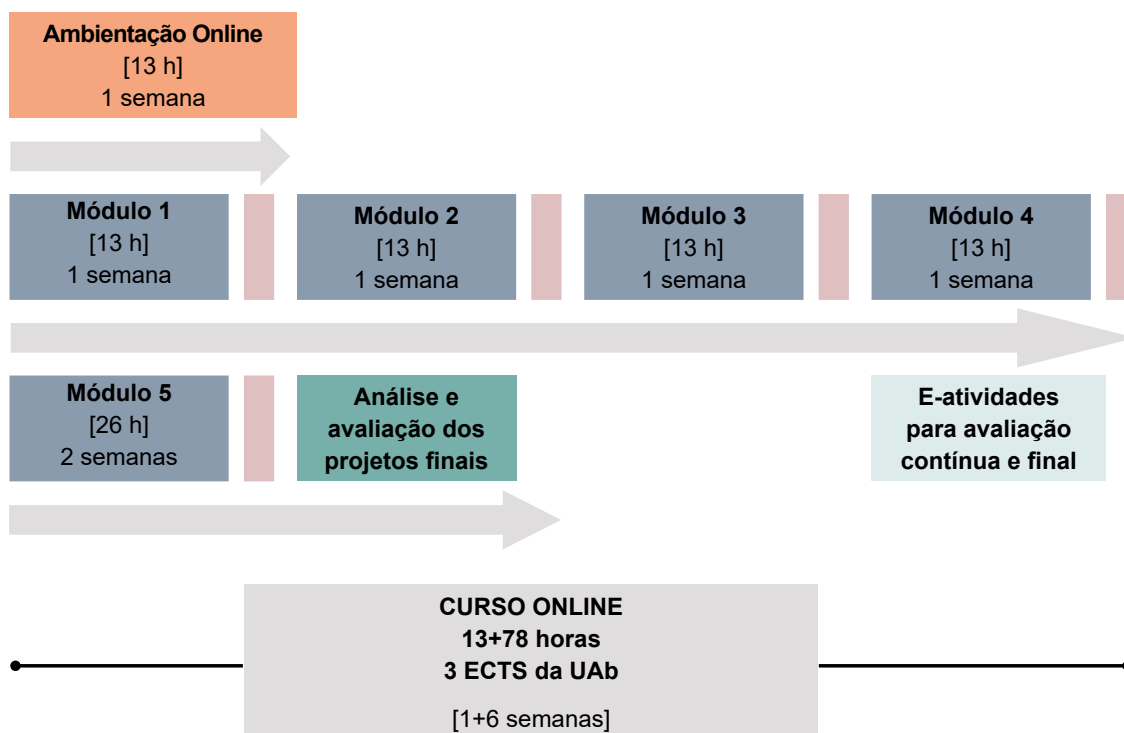 Ambientação Online
[13 h]
1 semana
Módulo 1
[13 h]
1 semana
Módulo 2
[13 h]
1 semana
Módulo 3
[13 h]
1 semana
Módulo 4
[13 h]
1 semana
Módulo 5
[26 h]
2 semanas
Análise e
avaliação dos
projetos finais
E-atividades
para avaliação
contínua e final
CURSO ONLINE
13+78 horas
3 ECTS da UAb
[1+6 semanas]